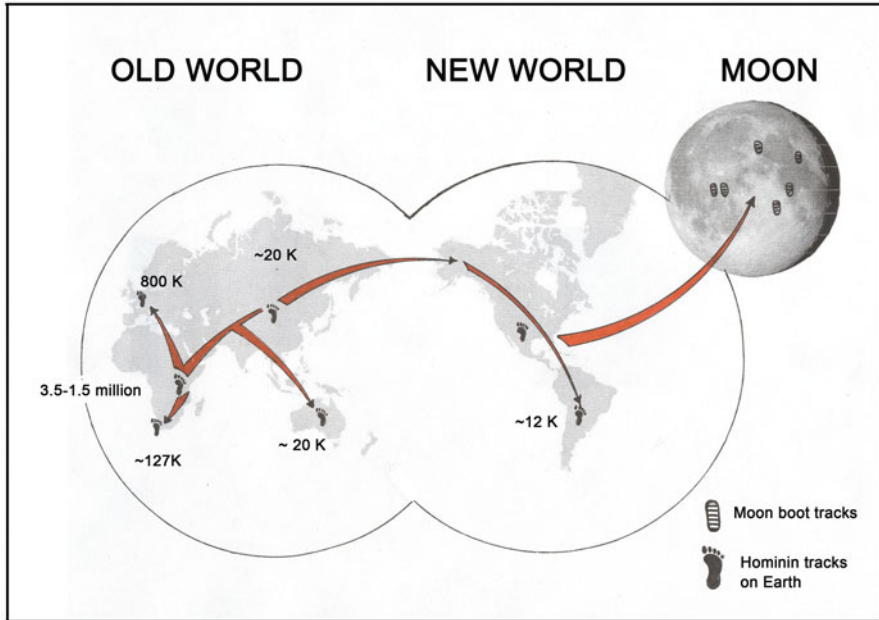 OLD WORLD
NEW WORLD
MOON
~20 K
800 K
3.5-1.5 million
~12 K
~ 20 K
~127K
Moon boot tracks
Hominin tracks
on Earth